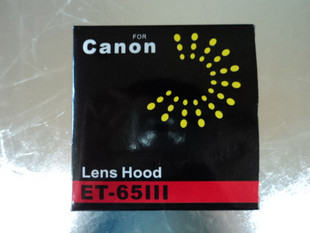 FOR
Canon
Lens Hood
ET-65III